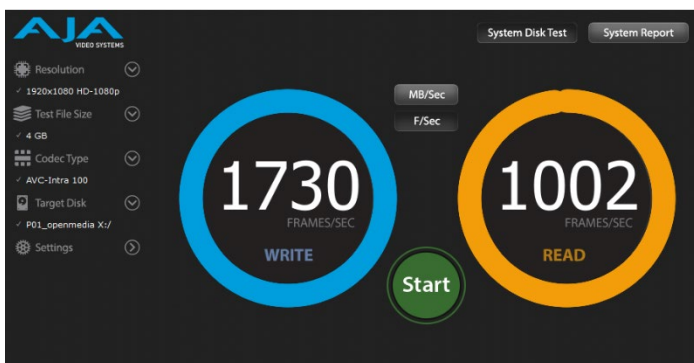 AJA
VIDEO SYSTEMS
System Disk Test
System Report
Resolution
1920x1080 HD-1080p
Test File Size
4 GB
Codec Type
AVC-Intra 100
Target Disk
P01_openmedia X:/
Settings
MB/Sec
F/Sec
1730
FRAMES/SEC
WRITE
1002
FRAMES/SEC
READ
Start